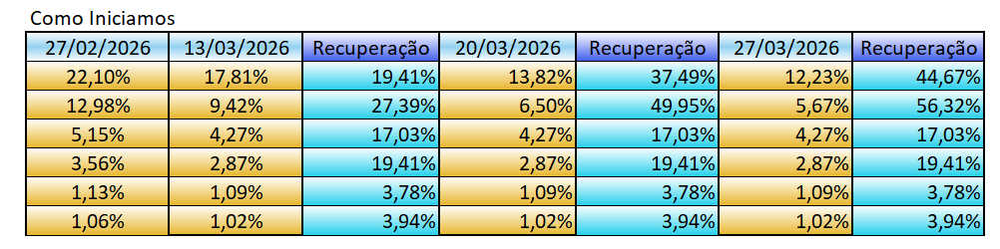 Como Iniciamos
27/02/2026 13/03/2026 Recuperação 20/03/2026 Recuperação 27/03/2026 Recuperação
22,10% 17,81% 19,41% 13,82% 37,49% 12,23% 44,67%
12,98% 9,42% 27,39% 6,50% 49,95% 5,67% 56,32%
5,15% 4,27% 17,03% 4,27% 17,03% 4,27% 17,03%
3,56% 2,87% 19,41% 2,87% 19,41% 2,87% 19,41%
1,13% 1,09% 3,78% 1,09% 3,78% 1,09% 3,78%
1,06% 1,02% 3,94% 1,02% 3,94% 1,02% 3,94%